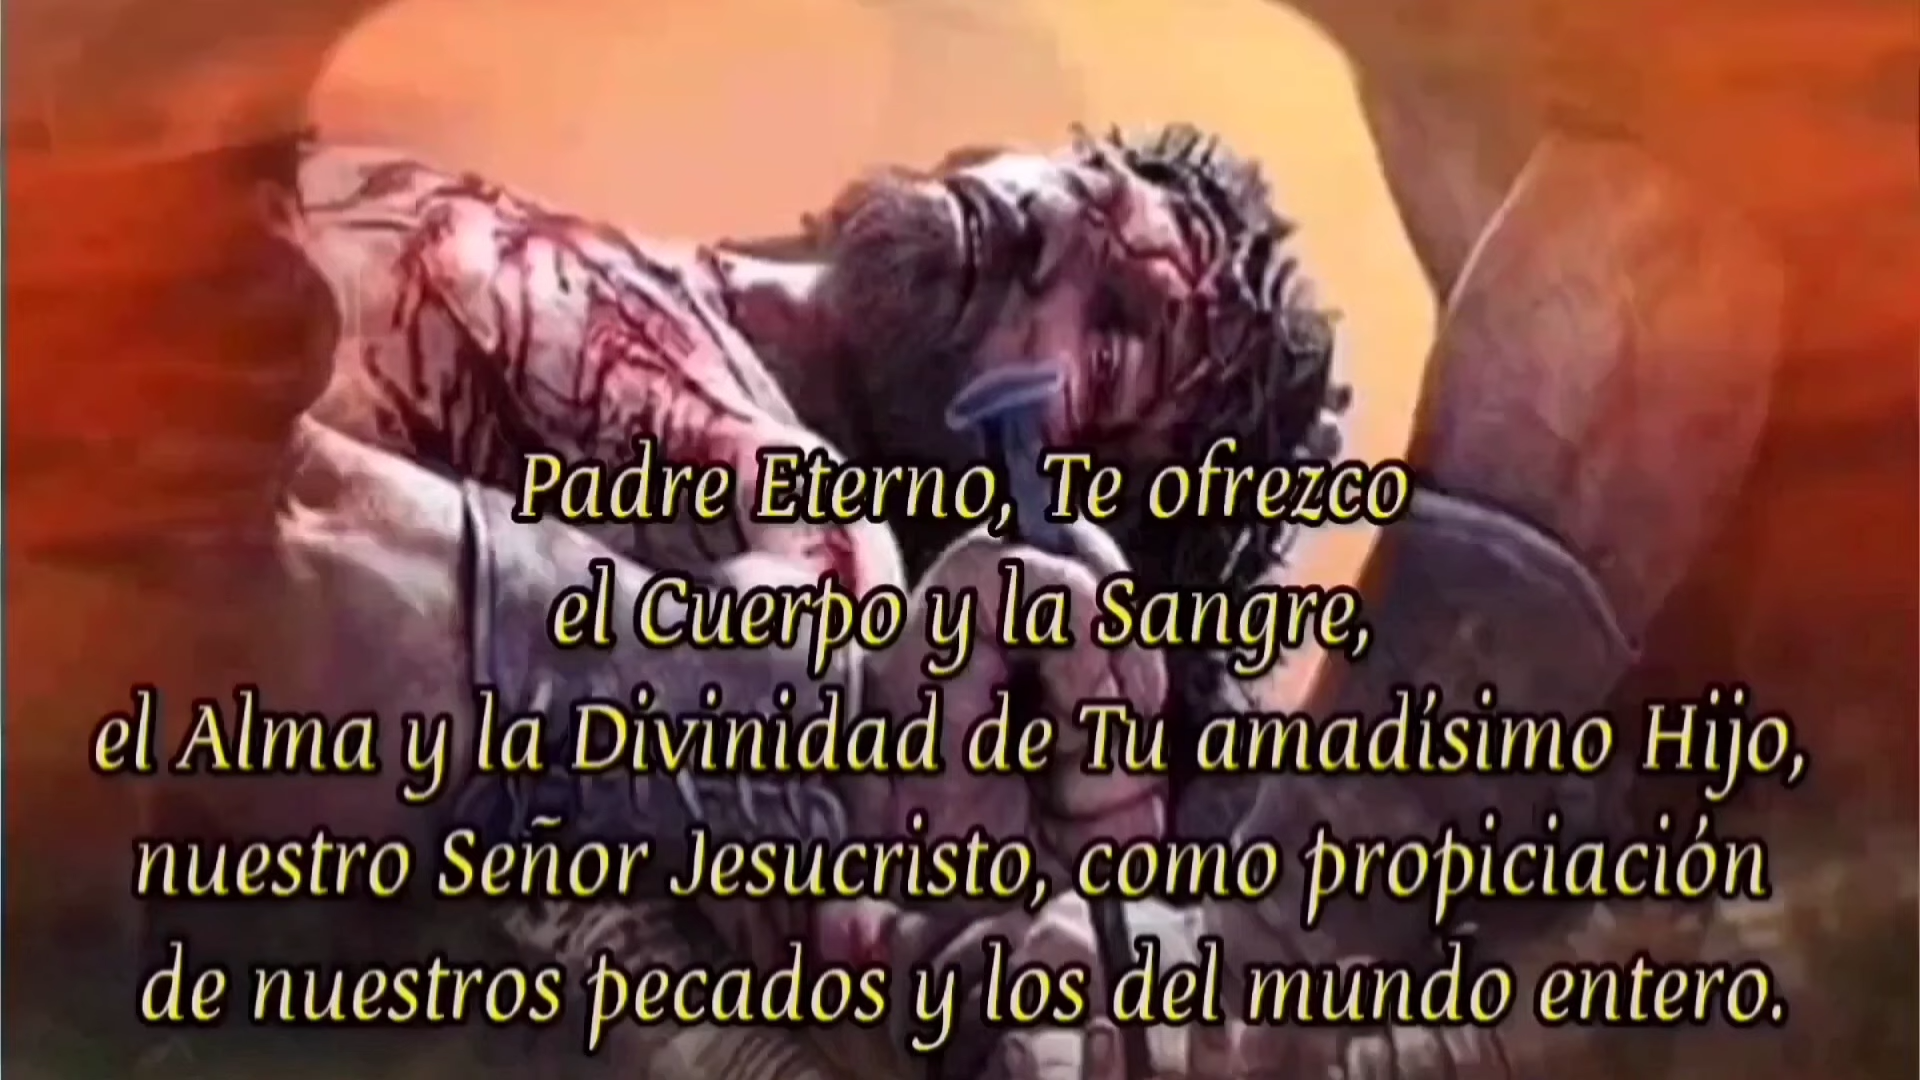 Padre Eterno, Te ofrezco
el Cuerpo y la Sangre,
el Alma y la Divinidad de Tu amadísimo Hijo,
nuestro Señor Jesucristo, como propiciación
de nuestros pecados y los del mundo entero.